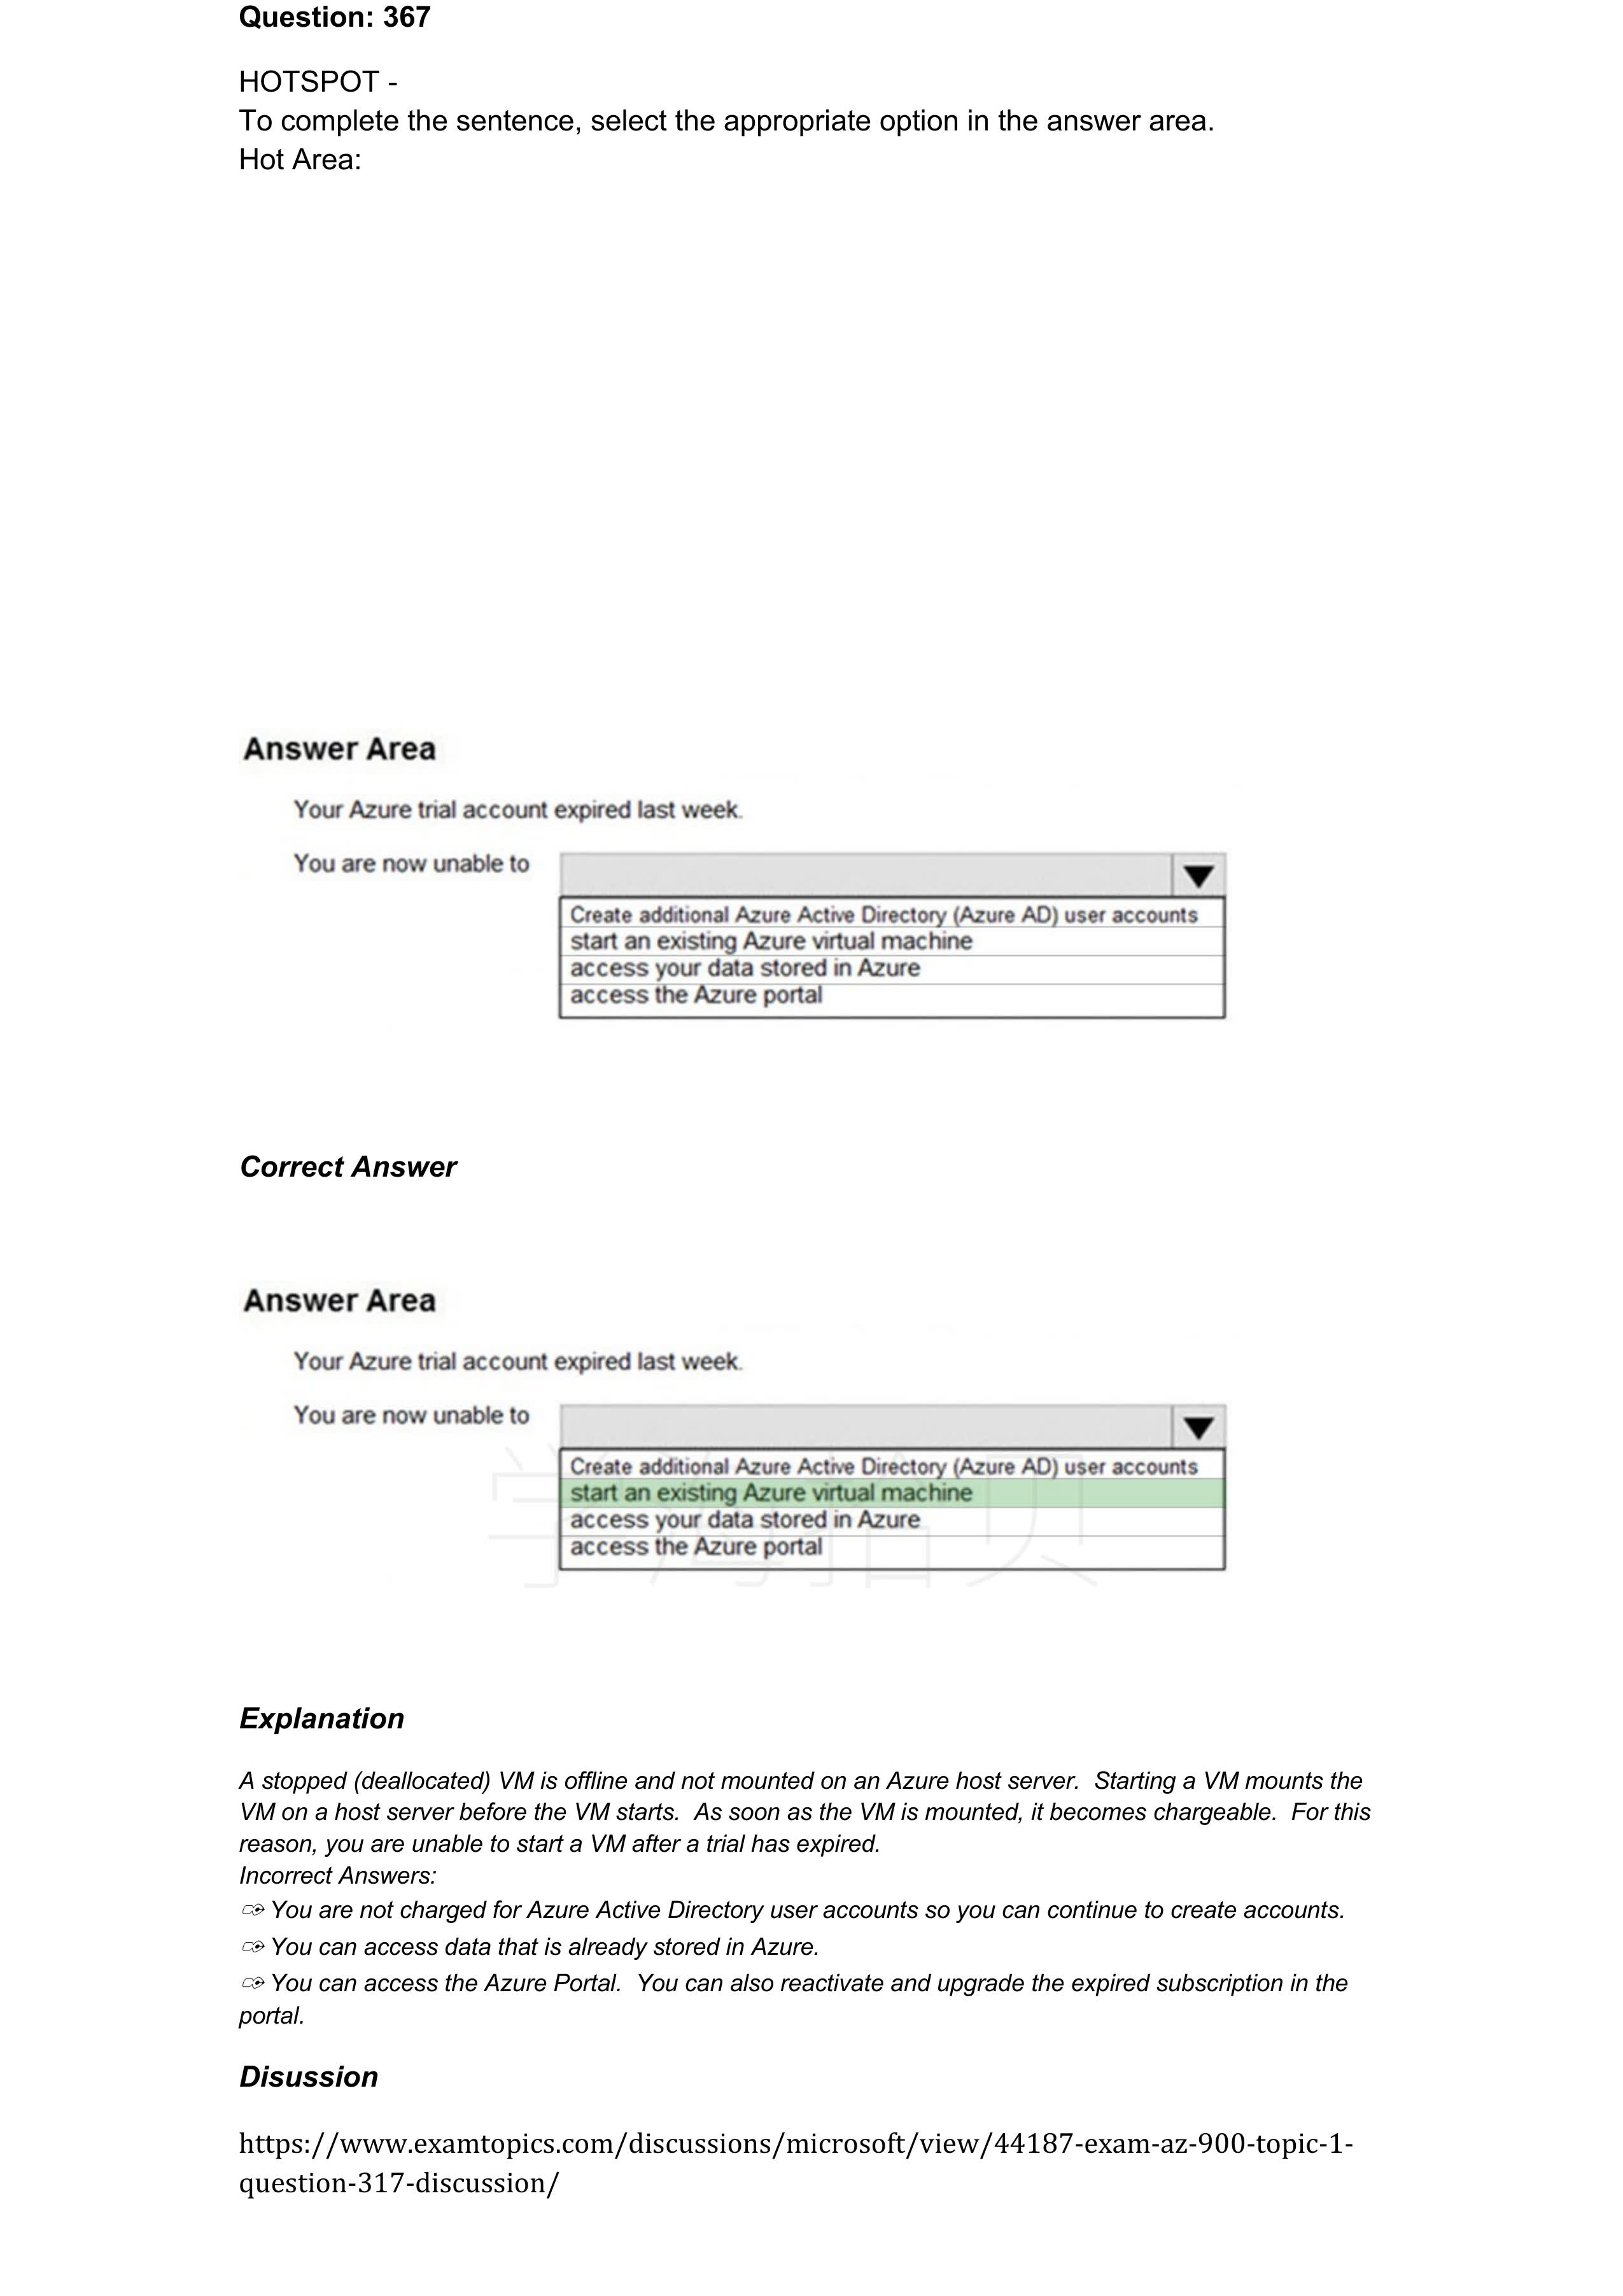 Question: 367
HOTSPOT -
To complete the sentence, select the appropriate option in the answer area.
Hot Area:
Answer Area
Your Azure trial account expired last week.
You are now unable to
Create additional Azure Active Directory (Azure AD) user accounts
start an existing Azure virtual machine
access your data stored in Azure
access the Azure portal
Correct Answer
Answer Area
Your Azure trial account expired last week.
You are now unable to
Create additional Azure Active Directory (Azure AD) user accounts
start an existing Azure virtual machine
access your data stored in Azure
access the Azure portal
学海拾贝
Explanation
A stopped (deallocated) VM is offline and not mounted on an Azure host server. Starting a VM mounts the
VM on a host server before the VM starts. As soon as the VM is mounted, it becomes chargeable. For this
reason, you are unable to start a VM after a trial has expired.
Incorrect Answers:
✑ You are not charged for Azure Active Directory user accounts so you can continue to create accounts.
✑ You can access data that is already stored in Azure.
✑ You can access the Azure Portal. You can also reactivate and upgrade the expired subscription in the
portal.
Disussion
https://www.examtopics.com/discussions/microsoft/view/44187-exam-az-900-topic-1-
question-317-discussion/